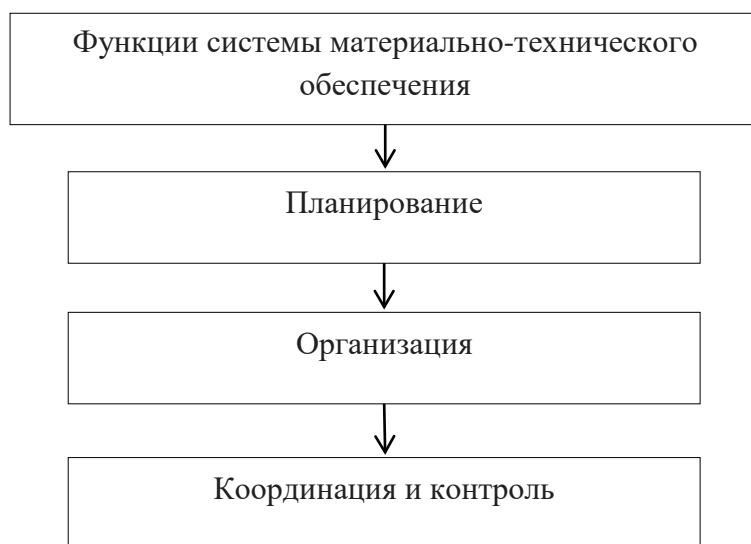 Функции системы материально-технического
обеспечения
Планирование
Организация
Координация и контроль